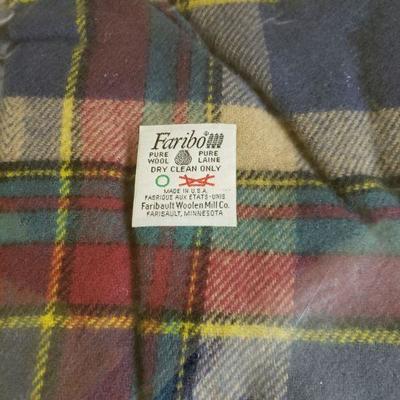 Faribo
PURE WOOL PURE LAINE
DRY CLEAN ONLY
MADE IN U.S.A.
FABRIQUE AUX ETATS-UNIS
Faribault Woolen Mill Co.
FARIBAULT, MINNESOTA